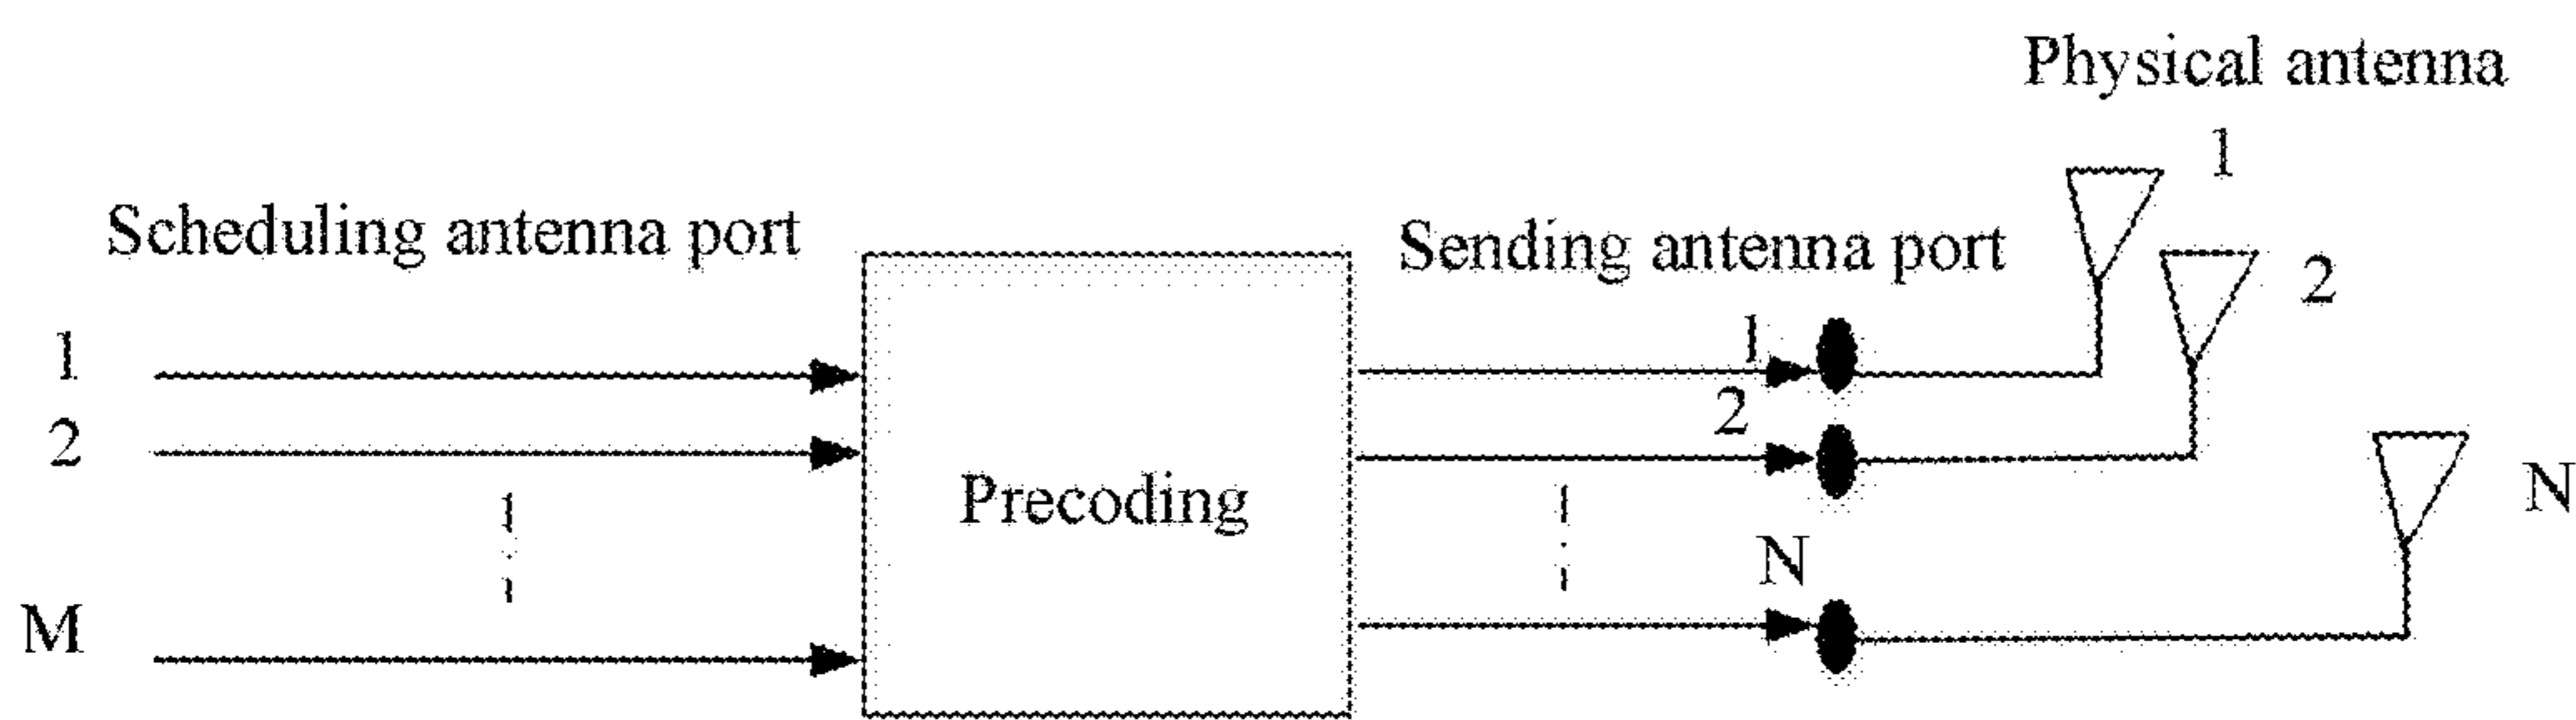 Physical antenna
1
Scheduling antenna port
Sending antenna port
2
1
1
2
2
Precoding
N
N
M